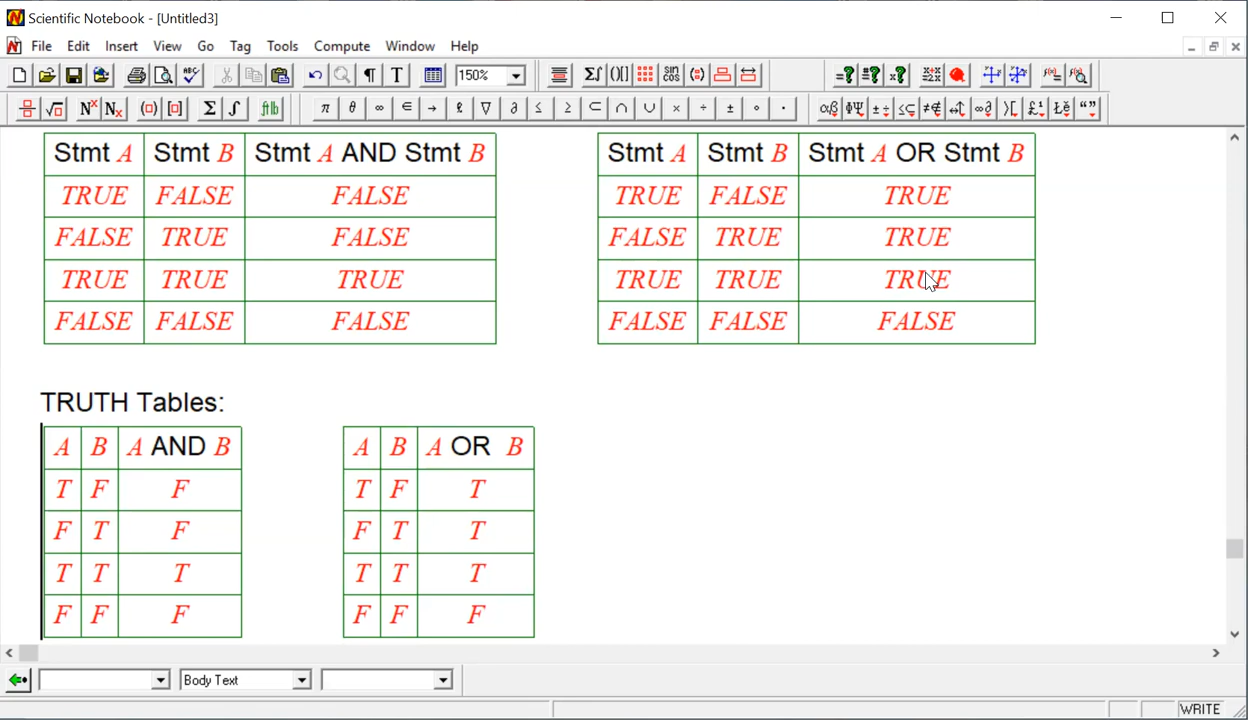 Scientific Notebook - [Untitled3]
File Edit Insert View Go Tag Tools Compute Window Help
150%
Stmt A Stmt B Stmt A AND Stmt B
TRUE FALSE FALSE
FALSE TRUE FALSE
TRUE TRUE TRUE
FALSE FALSE FALSE
Stmt A Stmt B Stmt A OR Stmt B
TRUE FALSE TRUE
FALSE TRUE TRUE
TRUE TRUE TRUE
FALSE FALSE FALSE
TRUTH Tables:
A B A AND B
T F F
F T F
T T T
F F F
A B A OR B
T F T
F T T
T T T
F F F
Body Text
WRITE